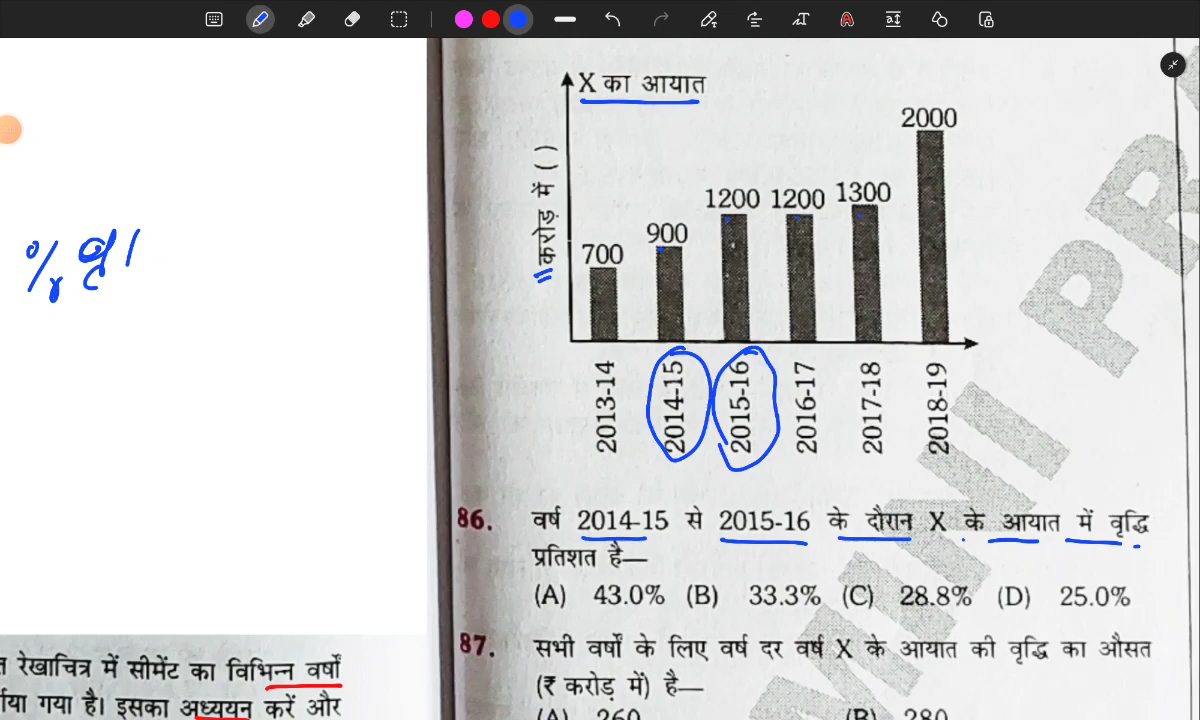 X का आयात
करोड़ में ( )
700
900
1200
1200
1300
2000
2013-14
2014-15
2015-16
2016-17
2017-18
2018-19
86. वर्ष 2014-15 से 2015-16 के दौरान X के आयात में वृद्धि
प्रतिशत है—
(A) 43.0% (B) 33.3% (C) 28.8% (D) 25.0%
87. सभी वर्षों के लिए वर्ष दर वर्ष X के आयात की वृद्धि का औसत
(₹ करोड़ में) है—
(A) 260 (B) 280
रेखाचित्र में सीमेंट का विभिन्न वर्षों
गया है। इसका अध्ययन करें और